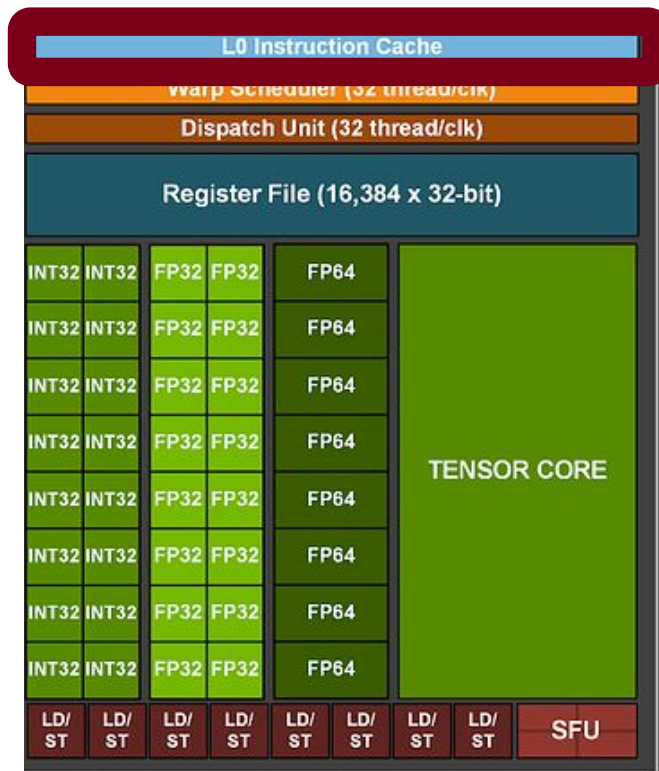 L0 Instruction Cache
Warp Scheduler (32 thread/clk)
Dispatch Unit (32 thread/clk)
Register File (16,384 x 32-bit)
INT32 INT32 FP32 FP32 FP64
INT32 INT32 FP32 FP32 FP64
INT32 INT32 FP32 FP32 FP64
INT32 INT32 FP32 FP32 FP64
TENSOR CORE
INT32 INT32 FP32 FP32 FP64
INT32 INT32 FP32 FP32 FP64
INT32 INT32 FP32 FP32 FP64
INT32 INT32 FP32 FP32 FP64
LD/ LD/ LD/ LD/ LD/ LD/ LD/ LD/ SFU
ST ST ST ST ST ST ST ST